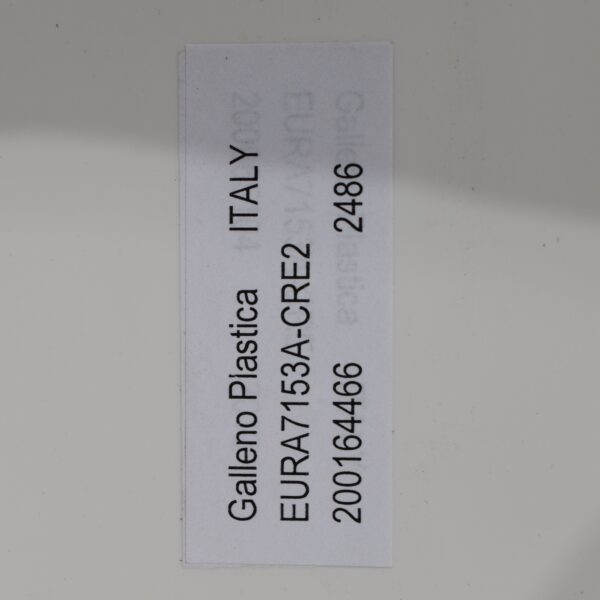 Galleno Plastica ITALY
EURA7153A-CRE2
200164466 2486